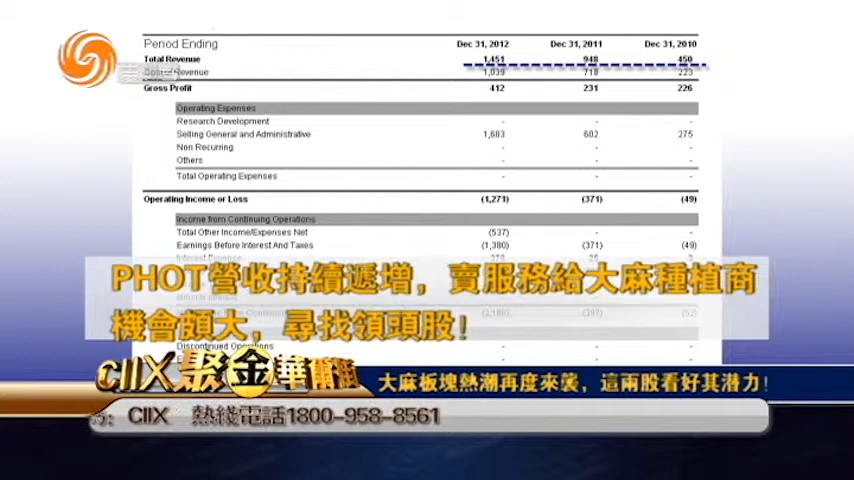 Period Ending Dec 31, 2012 Dec 31, 2011 Dec 31, 2010
Total Revenue 1,451 948 450
Revenue 1,039 718 223
Gross Profit 412 231 226
Operating Expenses
Research Development - - -
Selling General and Administrative 1,683 602 275
Non Recurring - - -
Others - - -
Total Operating Expenses - - -
Operating Income or Loss (1,271) (371) (49)
Income from Continuing Operations
Total Other Income/Expenses Net (537) - -
Earnings Before Interest And Taxes (1,380) (371) (49)
PHOT營收持續遞增，賣服務給大麻種植商
機會頗大，尋找領頭股！
Discontinued Operations
CIIX 聚金華爾街
大麻板塊熱潮再度來襲，這兩股看好其潛力！
CIIX 熱綫電話1800-958-8561